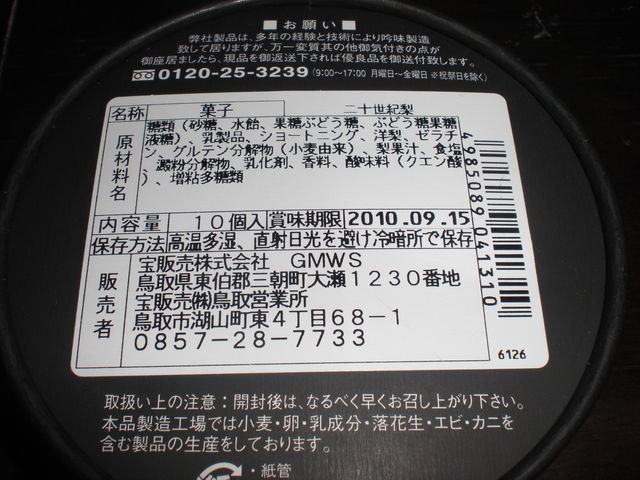 ■お願い■
弊社製品は、多年の経験と技術により吟味製造
致して居りますが、万一変質其の他御気付きの点が
御座居ましたら、現品を御返送下されば優良品を御送付致します。
0120-25-3239(9:00〜17:00 月曜日〜金曜日 ※祝祭日を除く)
名称 菓子 二十世紀梨
原材料名 糖類(砂糖、水飴、果糖ぶどう糖、ぶどう糖果糖
液糖)、乳製品、ショートニング、洋梨、ゼラチ
ン、グルテン分解物(小麦由来)、梨果汁、食塩
、澱粉分解物、乳化剤、香料、酸味料(クエン酸
)、増粘多糖類
内容量 10個入 賞味期限 2010.09.15
保存方法 高温多湿、直射日光を避け冷暗所で保存
販売者 宝販売株式会社 GMWS
鳥取県東伯郡三朝町大瀬1230番地
宝販売㈱鳥取営業所
鳥取市湖山町東4丁目68-1
0857-28-7733
4985089041310
6126
取扱い上の注意:開封後は、なるべく早くお召し上がり下さい。
本品製造工場では小麦・卵・乳成分・落花生・エビ・カニを
含む製品の生産をしております。
:紙管